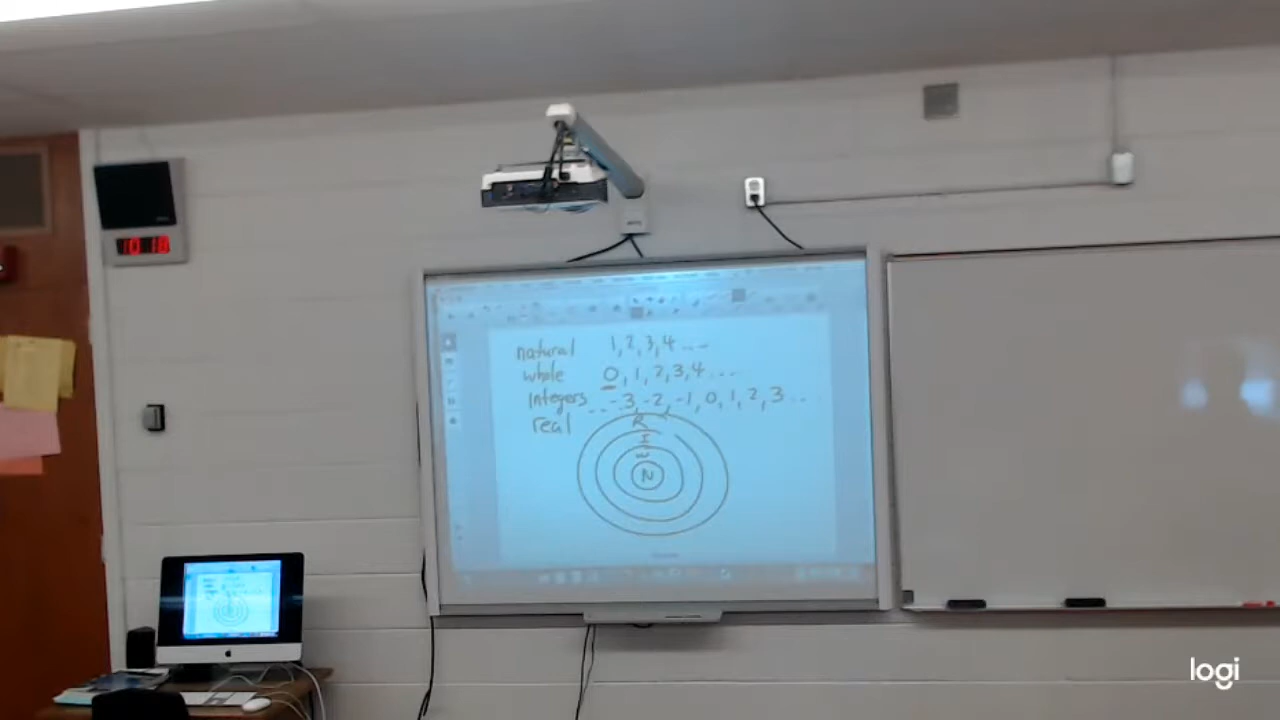 10 18
natural 1, 2, 3, 4 ....
whole 0, 1, 2, 3, 4 ...
Integers ... -3, -2, -1, 0, 1, 2, 3 ..
real
R
I
W
N
logi